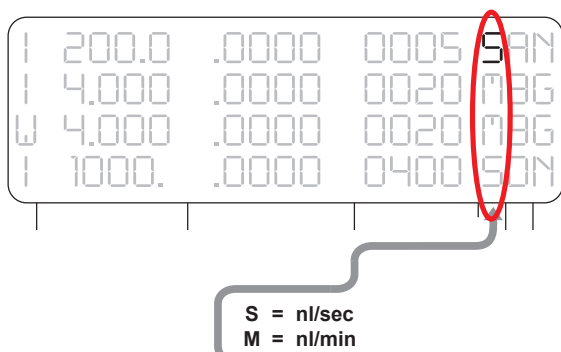 I 200.0 .0000 0005 SAN
I 4.000 .0000 0020 MBG
W 4.000 .0000 0020 MBG
I 1000. .0000 0400 SDN
S = nl/sec
M = nl/min